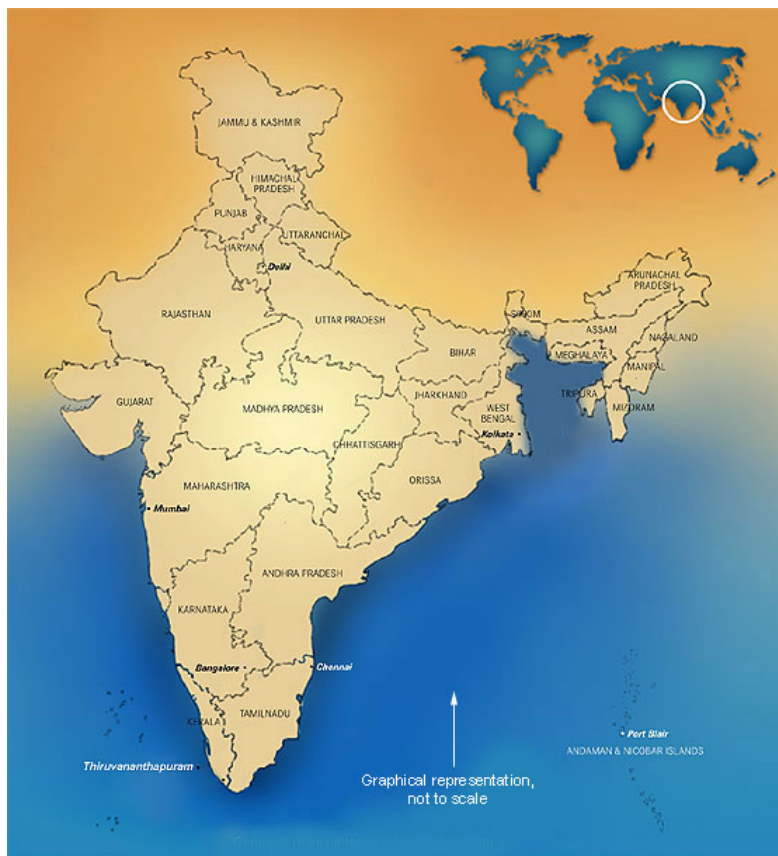 JAMMU & KASHMIR
HIMACHAL
PRADESH
PUNJAB
UTTARANCHAL
HARYANA
Delhi
ARUNACHAL
PRADESH
RAJASTHAN
UTTAR PRADESH
SIKKIM
ASSAM
NAGALAND
BIHAR
MEGHALAYA
MANIPAL
GUJARAT
MADHYA PRADESH
JHARKHAND
TRIPURA
MIZORAM
WEST
BENGAL
Kolkata
CHHATTISGARH
MAHARASHTRA
ORISSA
Mumbai
ANDHRA PRADESH
KARNATAKA
Bangalore
Chennai
KERALA
TAMILNADU
Port Blair
ANDAMAN & NICOBAR ISLANDS
Thiruvananthapuram
Graphical representation,
not to scale